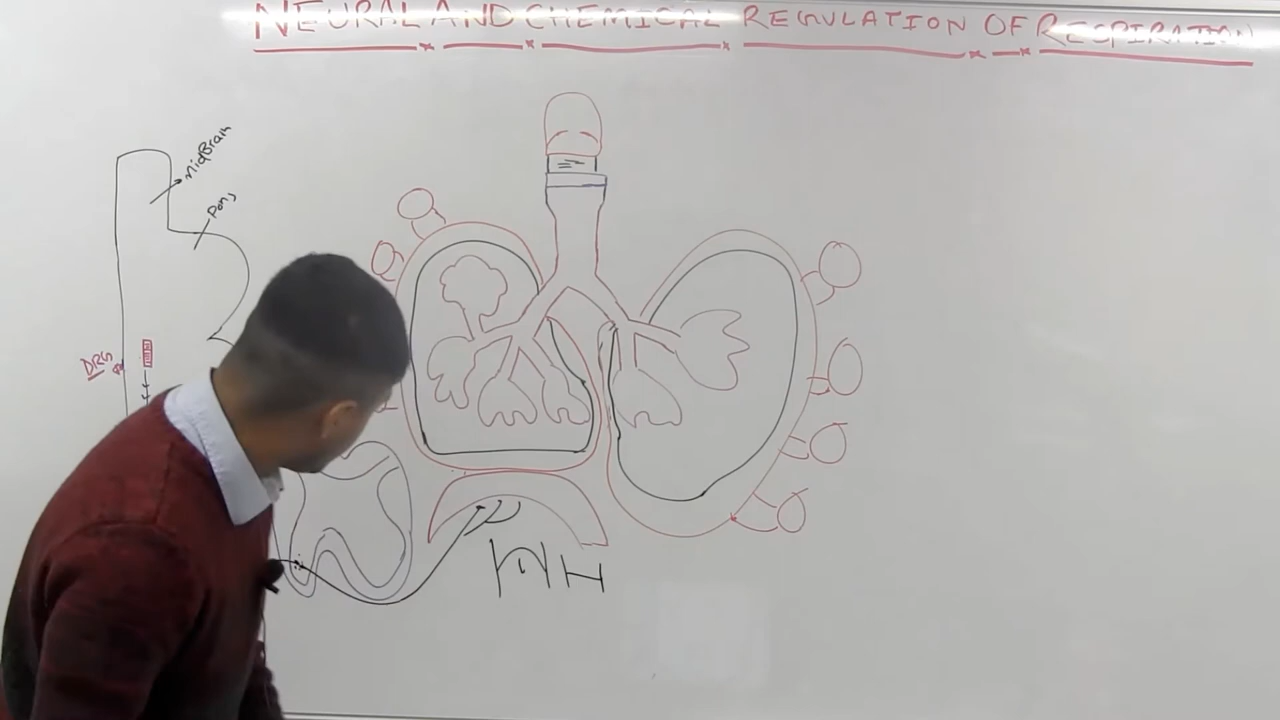 NEURAL AND CHEMICAL REGULATION OF RESPIRATION
MidBrain
Pons
DRG